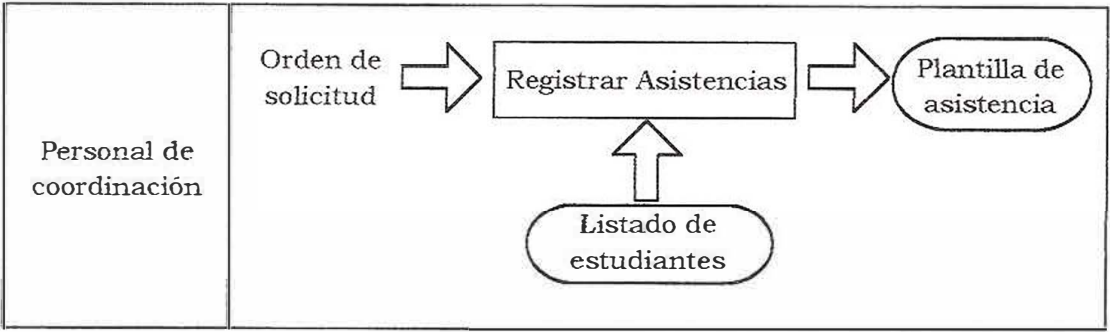 Personal de
coordinación
Orden de
solicitud
Registrar Asistencias
Plantilla de
asistencia
Listado de
estudiantes